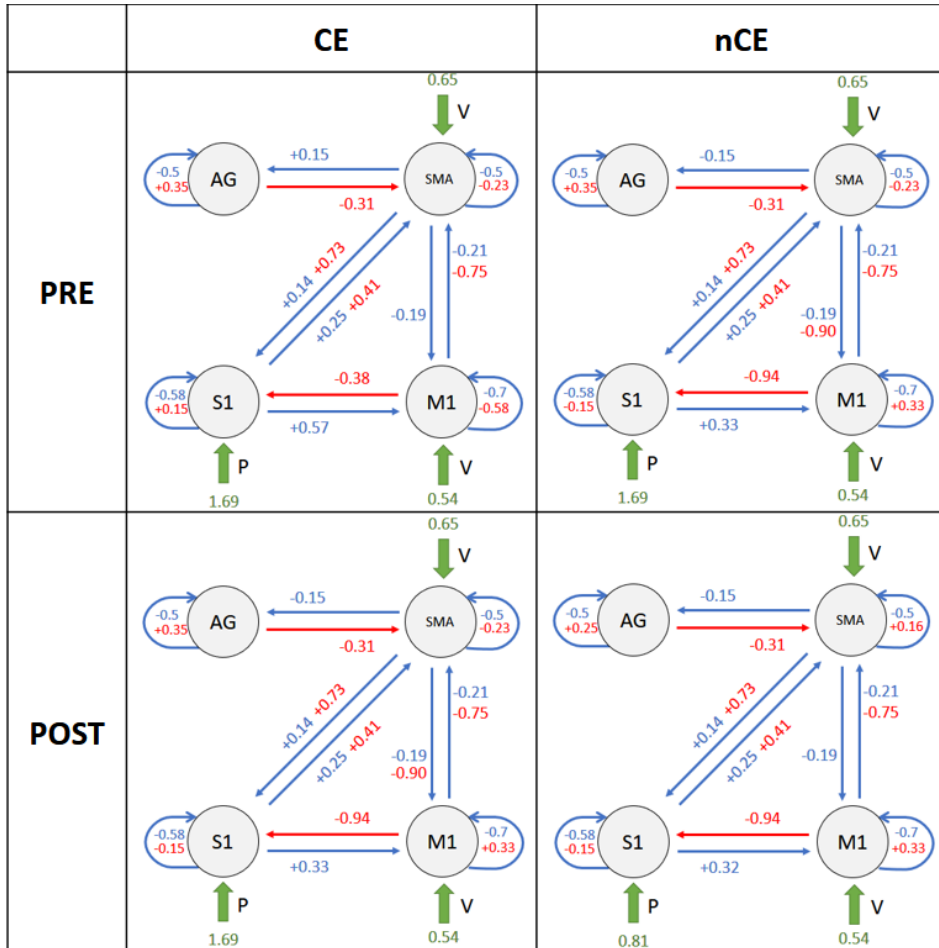 CE
nCE
PRE
0.65
V
+0.15
-0.31
AG
-0.5
+0.35
SMA
-0.5
-0.23
+0.14 +0.73
+0.25 +0.41
-0.21
-0.75
-0.19
S1
-0.58
+0.15
-0.38
+0.57
M1
-0.7
-0.58
P
1.69
V
0.54
0.65
V
-0.15
-0.31
AG
-0.5
+0.35
SMA
-0.5
-0.23
+0.14 +0.73
+0.25 +0.41
-0.21
-0.75
-0.19
-0.90
S1
-0.58
-0.15
-0.94
+0.33
M1
-0.7
+0.33
P
1.69
V
0.54
POST
0.65
V
-0.15
-0.31
AG
-0.5
+0.35
SMA
-0.5
-0.23
+0.14 +0.73
+0.25 +0.41
-0.21
-0.75
-0.19
-0.90
S1
-0.58
-0.15
-0.94
+0.33
M1
-0.7
+0.33
P
1.69
V
0.54
0.65
V
-0.15
-0.31
AG
-0.5
+0.25
SMA
-0.5
+0.16
+0.14 +0.73
+0.25 +0.41
-0.21
-0.75
-0.19
S1
-0.58
-0.15
-0.94
+0.32
M1
-0.7
+0.33
P
0.81
V
0.54